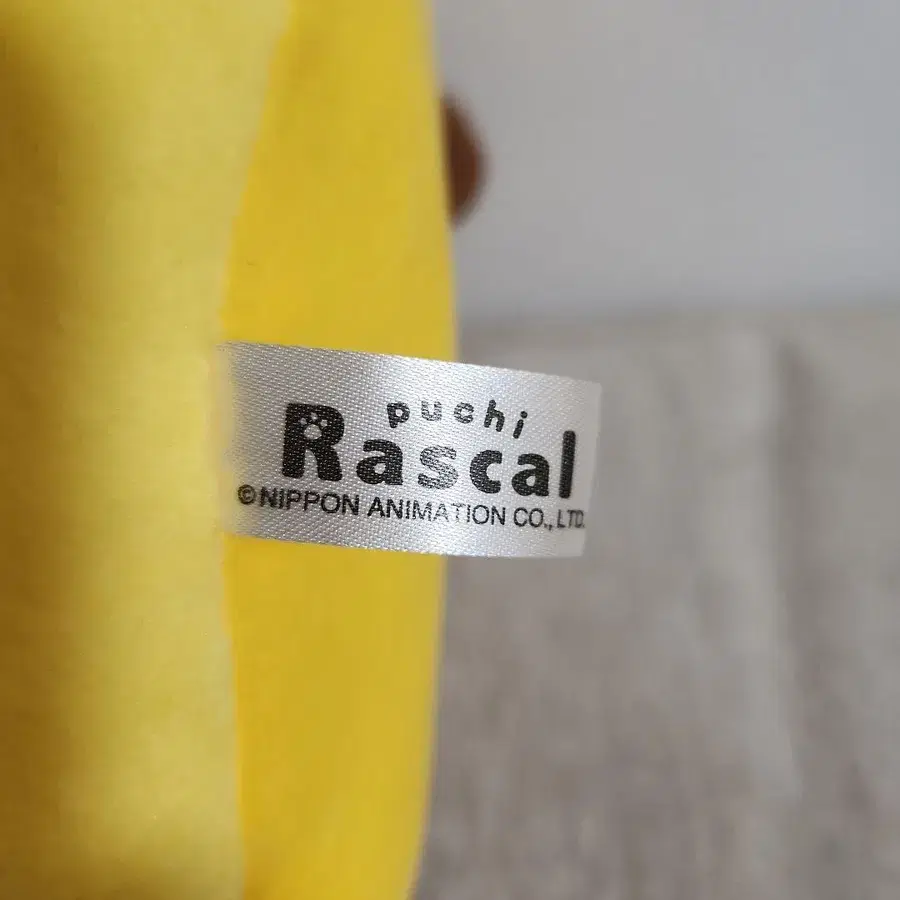 puchi
Rascal
©NIPPON ANIMATION CO., LTD.